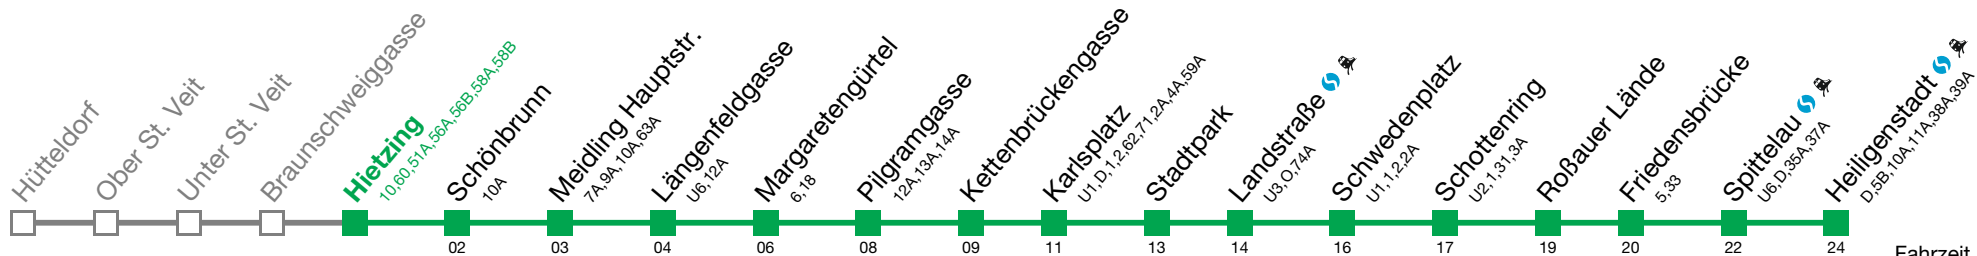 Hütteldorf
Ober St. Veit
Unter St. Veit
Braunschweiggasse
Hietzing
10,60,51A,56A,56B,58A,58B
Schönbrunn
10A
Meidling Hauptstr.
7A,9A,10A,63A
Längenfeldgasse
U6,12A
Margaretengürtel
6,18
Pilgramgasse
12A,13A,14A
Kettenbrückengasse
Karlsplatz
U1,D,1,2,62,71,2A,4A,59A
Stadtpark
Landstraße
U3,O,74A
Schwedenplatz
U1,1,2,2A
Schottenring
U2,1,31,3A
Roßauer Lände
Friedensbrücke
5,33
Spittelau
U6,D,35A,37A
Heiligenstadt
D,5B,10A,11A,38A,39A
02 03 04 06 08 09 11 13 14 16 17 19 20 22 24
Fahrzeit